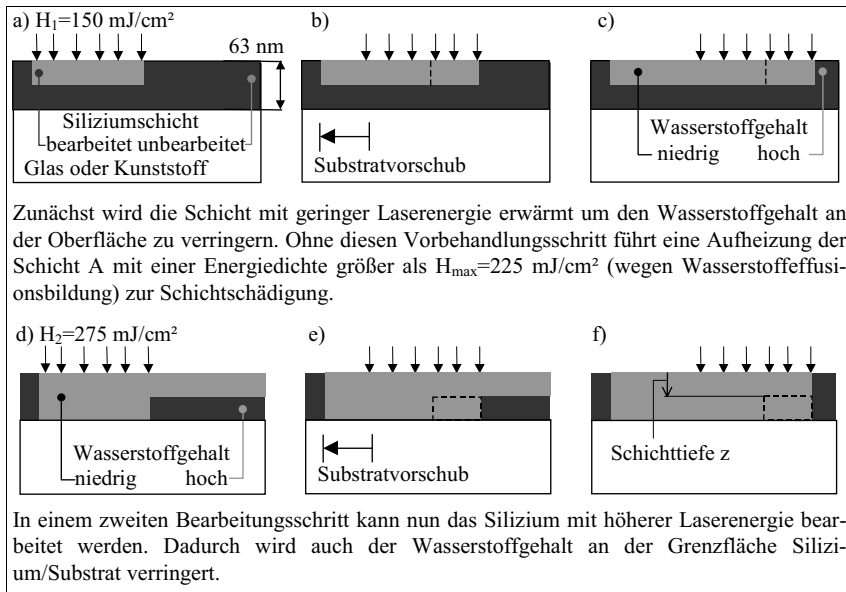 a) H1=150 mJ/cm²
b)
c)
63 nm
Siliziumschicht
bearbeitet unbearbeitet
Glas oder Kunststoff
Substratvorschub
Wasserstoffgehalt
niedrig hoch
Zunächst wird die Schicht mit geringer Laserenergie erwärmt um den Wasserstoffgehalt an
der Oberfläche zu verringern. Ohne diesen Vorbehandlungsschritt führt eine Aufheizung der
Schicht A mit einer Energiedichte größer als Hmax=225 mJ/cm² (wegen Wasserstoffeffusi-
onsbildung) zur Schichtschädigung.
d) H2=275 mJ/cm²
e)
f)
Wasserstoffgehalt
niedrig hoch
Substratvorschub
Schichttiefe z
In einem zweiten Bearbeitungsschritt kann nun das Silizium mit höherer Laserenergie bear-
beitet werden. Dadurch wird auch der Wasserstoffgehalt an der Grenzfläche Silizi-
um/Substrat verringert.